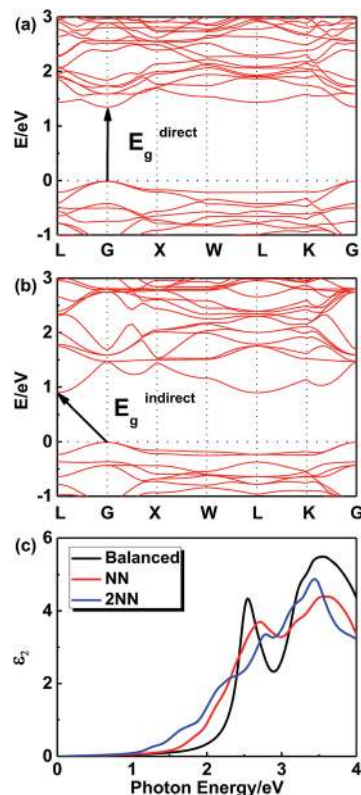 (a)
3
2
1
0
-1
E/eV
E_g direct
L G X W L K G
(b)
3
2
1
0
-1
E/eV
E_g indirect
L G X W L K G
(c)
6
4
2
0
ε₂
Balanced
NN
2NN
0 1 2 3 4
Photon Energy/eV